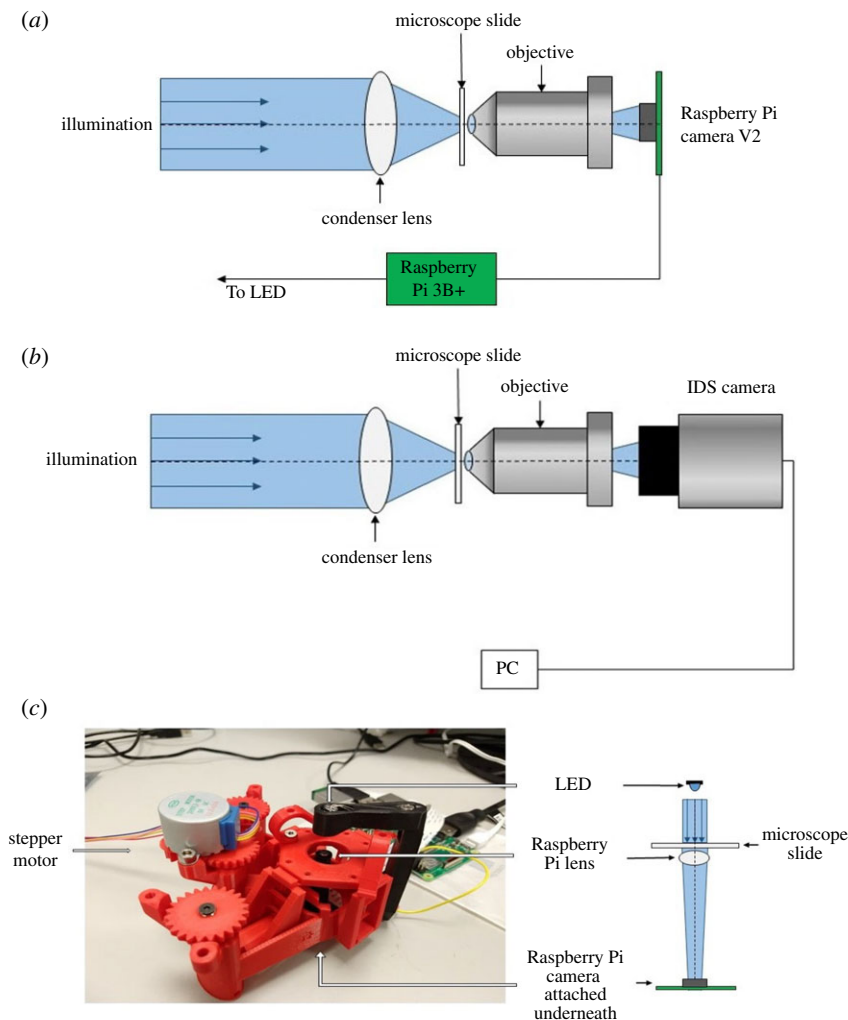 (a)
microscope slide
objective
illumination
Raspberry Pi
camera V2
condenser lens
Raspberry
Pi 3B+
To LED
(b)
microscope slide
objective
IDS camera
illumination
condenser lens
PC
(c)
LED
stepper
motor
Raspberry
Pi lens
microscope
slide
Raspberry Pi
camera
attached
underneath